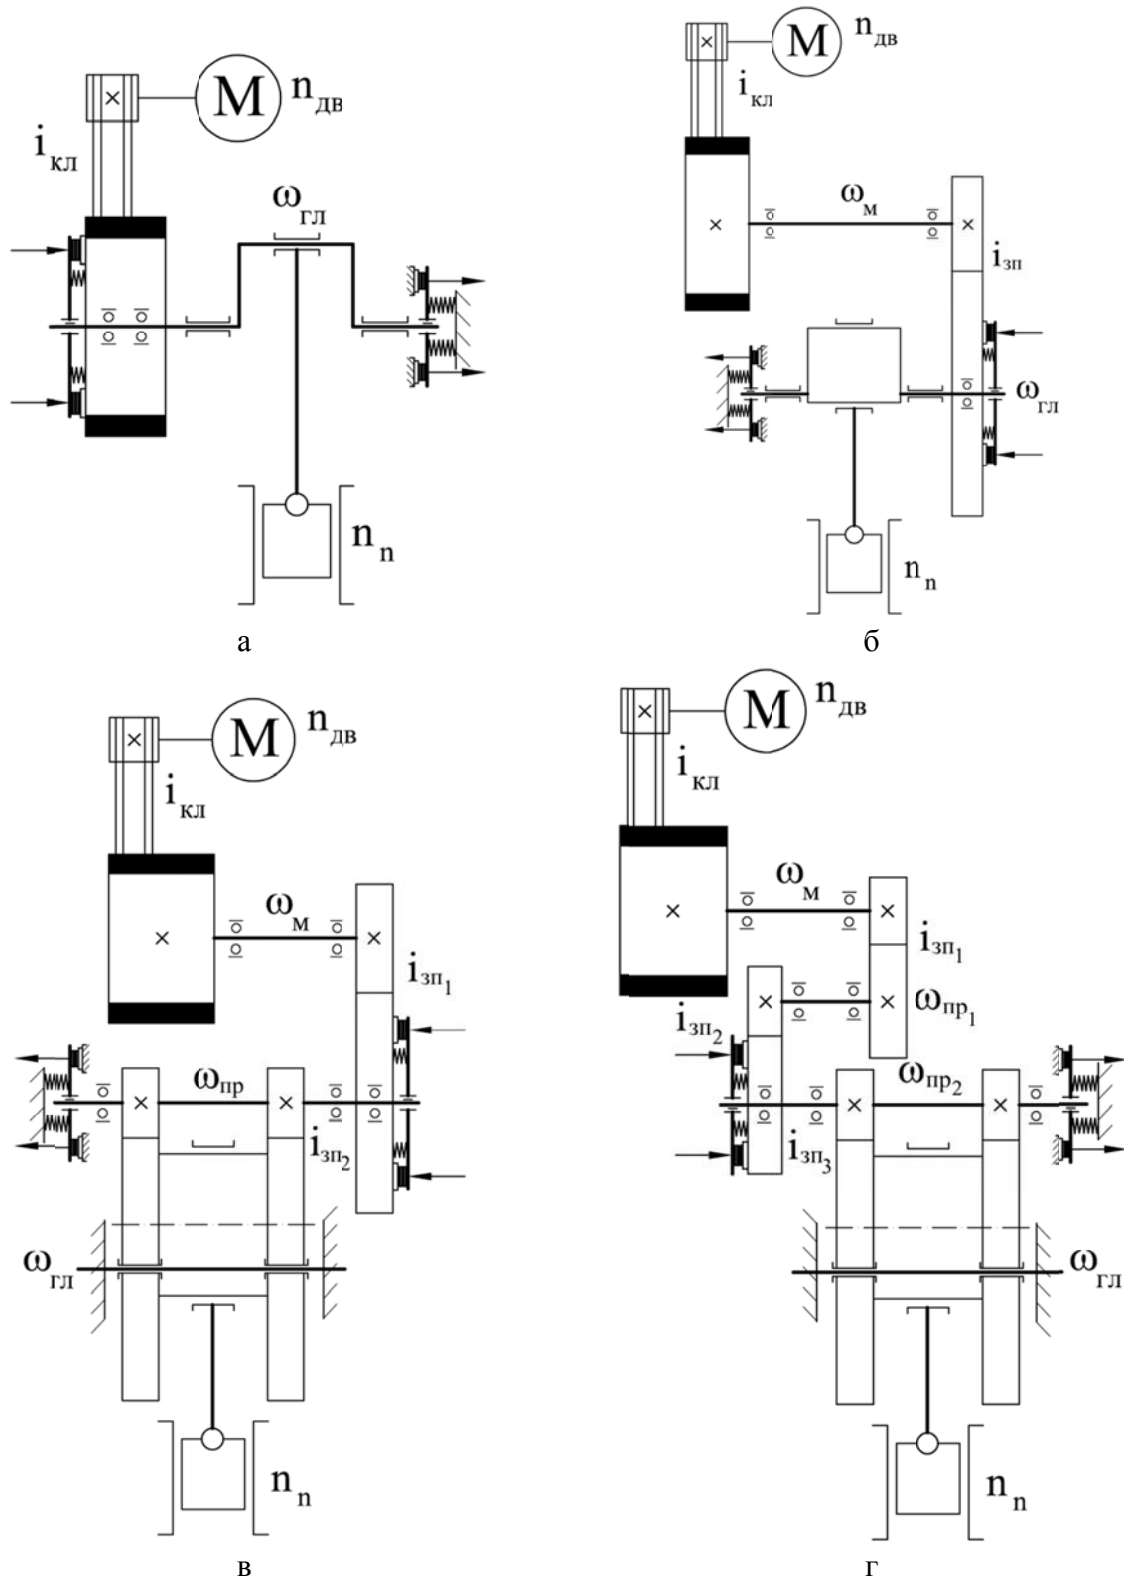 M n дв
i кл
ω гл
n n
а
M n дв
i кл
ω м
i зп
ω гл
n n
б
M n дв
i кл
ω м
i зп1
ω пр
i зп2
ω гл
n n
в
M n дв
i кл
ω м
i зп1
ω пр1
i зп2
ω пр2
i зп3
ω гл
n n
г